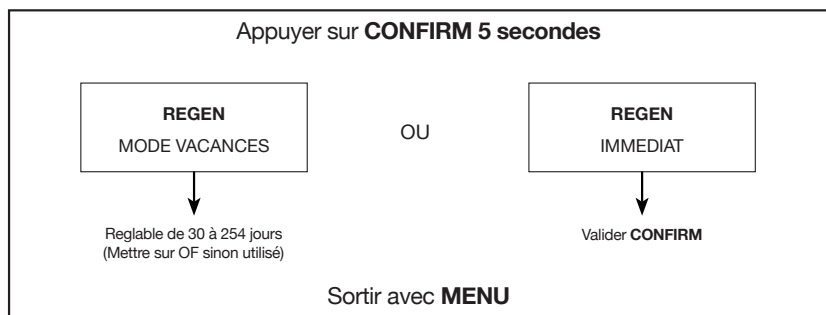 Appuyer sur CONFIRM 5 secondes
REGEN
MODE VACANCES
OU
REGEN
IMMEDIAT
Reglable de 30 à 254 jours
(Mettre sur OF sinon utilisé)
Valider CONFIRM
Sortir avec MENU